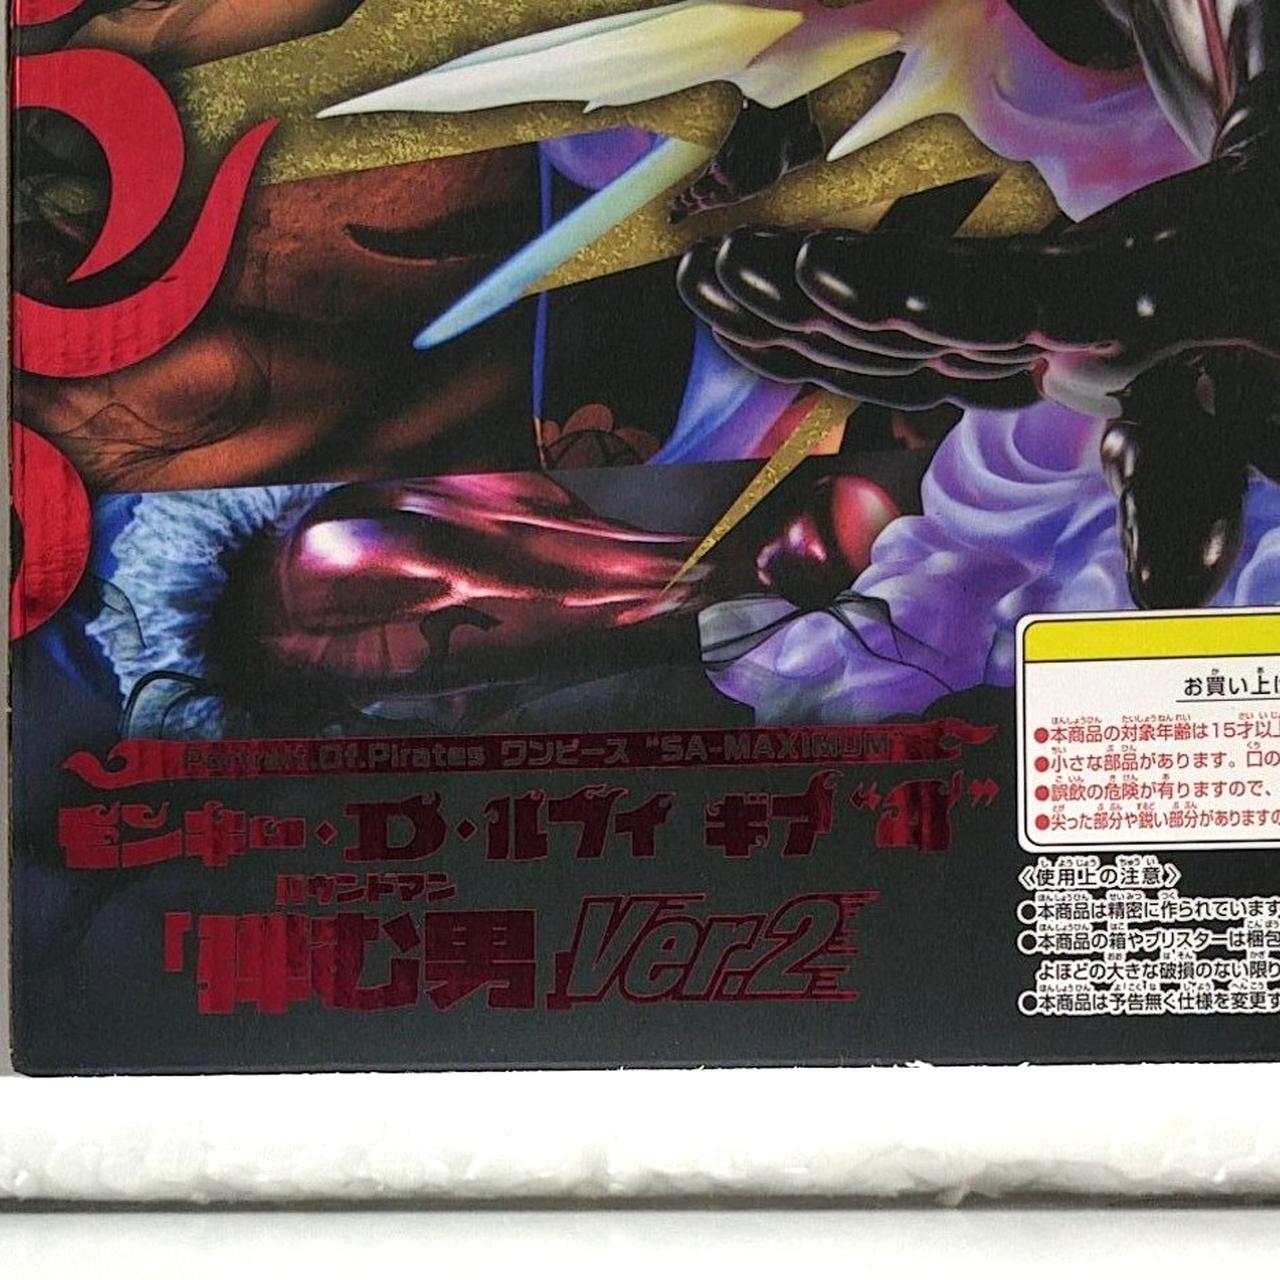 Portrait.Of.Pirates ワンピース "SA-MAXIMUM"
モンキー・D・ルフィ ギア“4”
バウンドマン
「弾む男」Ver.2
お買い上げ
●本商品の対象年齢は15才以上
●小さな部品があります。口の
●誤飲の危険が有りますので、
●尖った部分や鋭い部分がありますの
〈使用上の注意〉
●本商品は精密に作られています
●本商品の箱やブリスターは梱包
よほどの大きな破損のない限り
●本商品は予告無く仕様を変更す